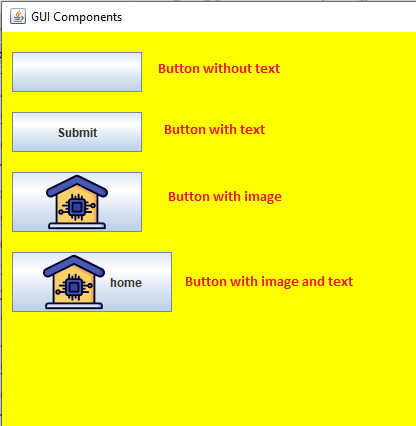 GUI Components
Button without text
Submit
Button with text
Button with image
home
Button with image and text